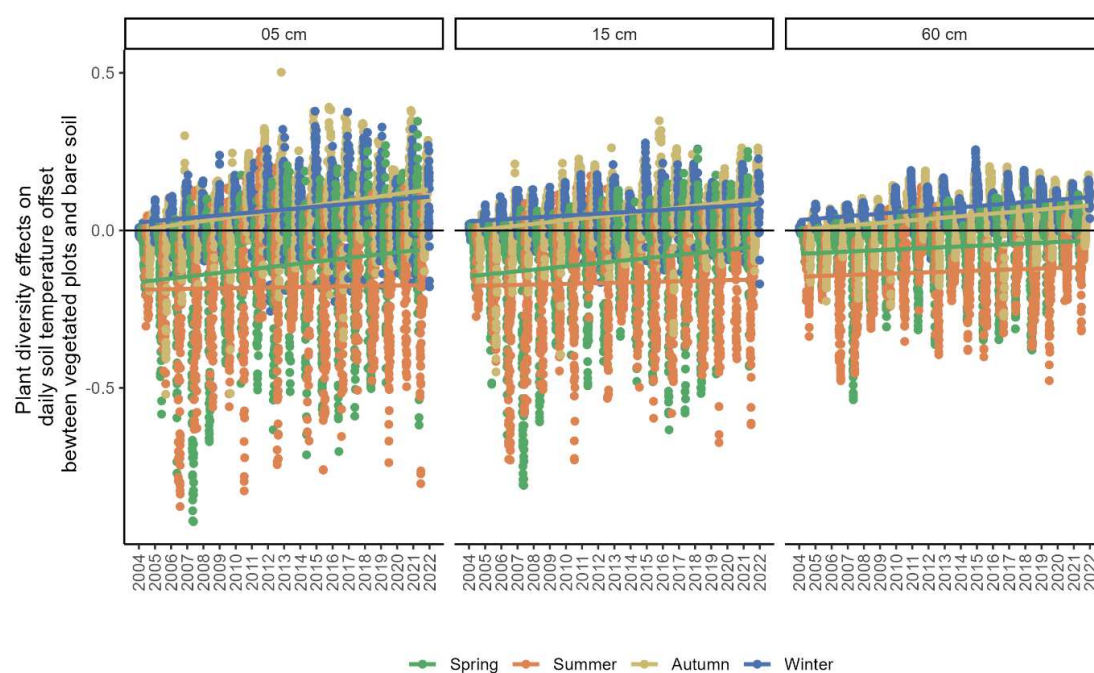 05 cm
15 cm
60 cm
Plant diversity effects on
daily soil temperature offset
bewteen vegetated plots and bare soil
0.5
0.0
-0.5
2004 2005 2006 2007 2008 2009 2010 2011 2012 2013 2014 2015 2016 2017 2018 2019 2020 2021 2022
2004 2005 2006 2007 2008 2009 2010 2011 2012 2013 2014 2015 2016 2017 2018 2019 2020 2021 2022
2004 2005 2006 2007 2008 2009 2010 2011 2012 2013 2014 2015 2016 2017 2018 2019 2020 2021 2022
Spring Summer Autumn Winter